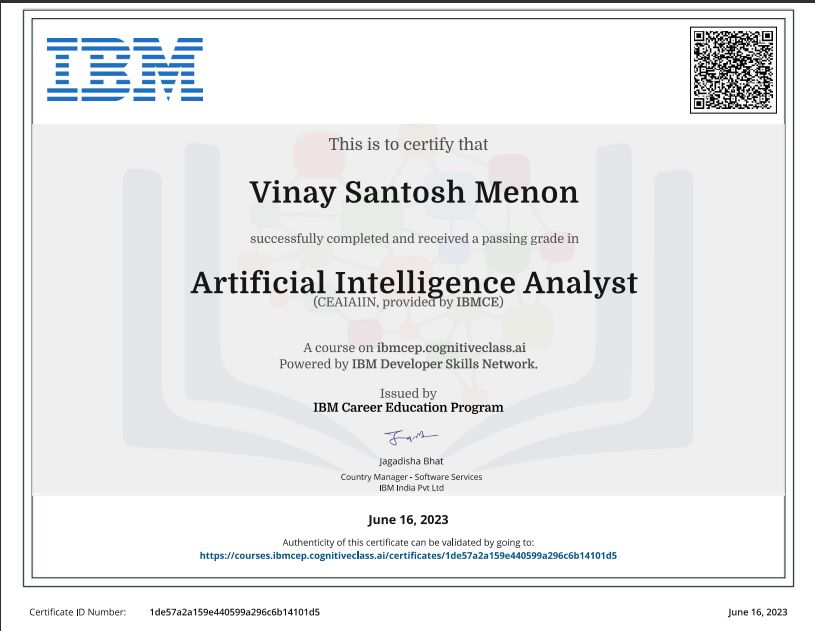 IBM
This is to certify that
Vinay Santosh Menon
successfully completed and received a passing grade in
Artificial Intelligence Analyst
(CEAIA1IN, provided by IBMCE)
A course on ibmcep.cognitiveclass.ai
Powered by IBM Developer Skills Network.
Issued by
IBM Career Education Program
Jagadisha Bhat
Country Manager - Software Services
IBM India Pvt Ltd
June 16, 2023
Authenticity of this certificate can be validated by going to:
https://courses.ibmcep.cognitiveclass.ai/certificates/1de57a2a159e440599a296c6b14101d5
Certificate ID Number: 1de57a2a159e440599a296c6b14101d5
June 16, 2023